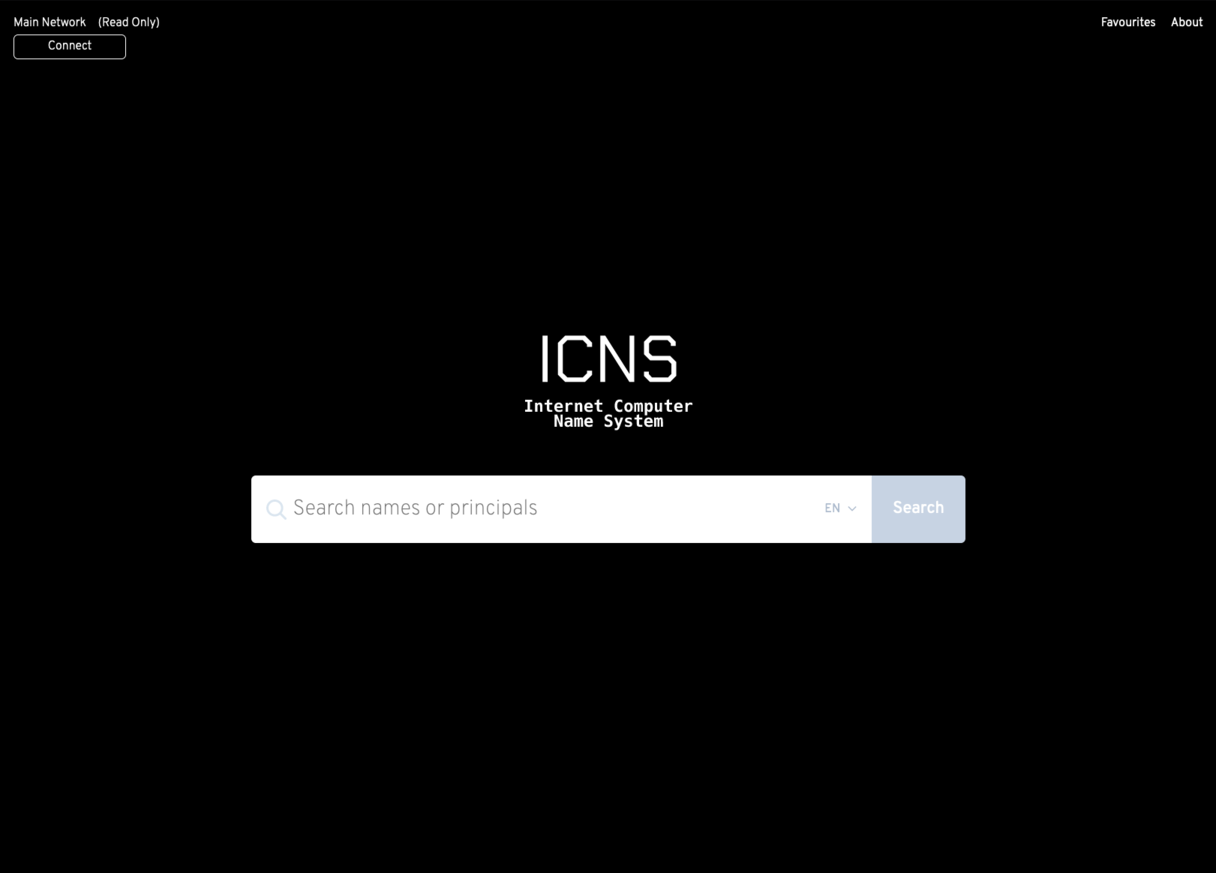 Main Network (Read Only)
Favourites About
Connect
ICNS
Internet Computer
Name System
Search names or principals
EN
Search